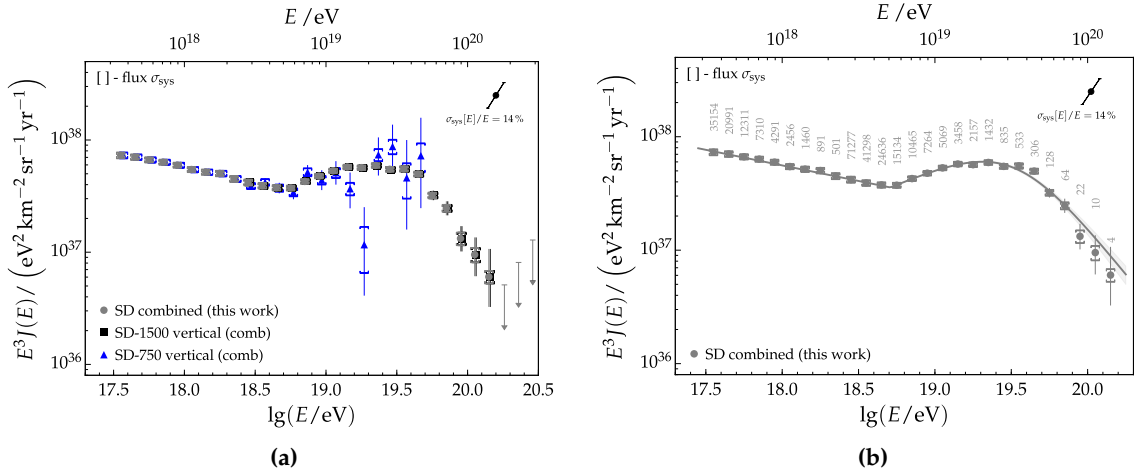 E /eV
10^18 10^19 10^20
[ ] - flux σ_sys
σ_sys[E]/E = 14%
E^3 J(E) / (eV^2 km^−2 sr^−1 yr^−1)
10^38
10^37
10^36
SD combined (this work)
SD-1500 vertical (comb)
SD-750 vertical (comb)
17.5 18.0 18.5 19.0 19.5 20.0 20.5
lg(E/eV)
(a)
E /eV
10^18 10^19 10^20
[ ] - flux σ_sys
σ_sys[E]/E = 14%
E^3 J(E) / (eV^2 km^−2 sr^−1 yr^−1)
10^38
10^37
10^36
35154
20991
12311
7310
4291
2456
1460
891
501
71277
41298
24636
15134
10465
7264
5069
3458
2157
1432
835
533
306
128
64
22
10
4
SD combined (this work)
17.5 18.0 18.5 19.0 19.5 20.0
lg(E/eV)
(b)